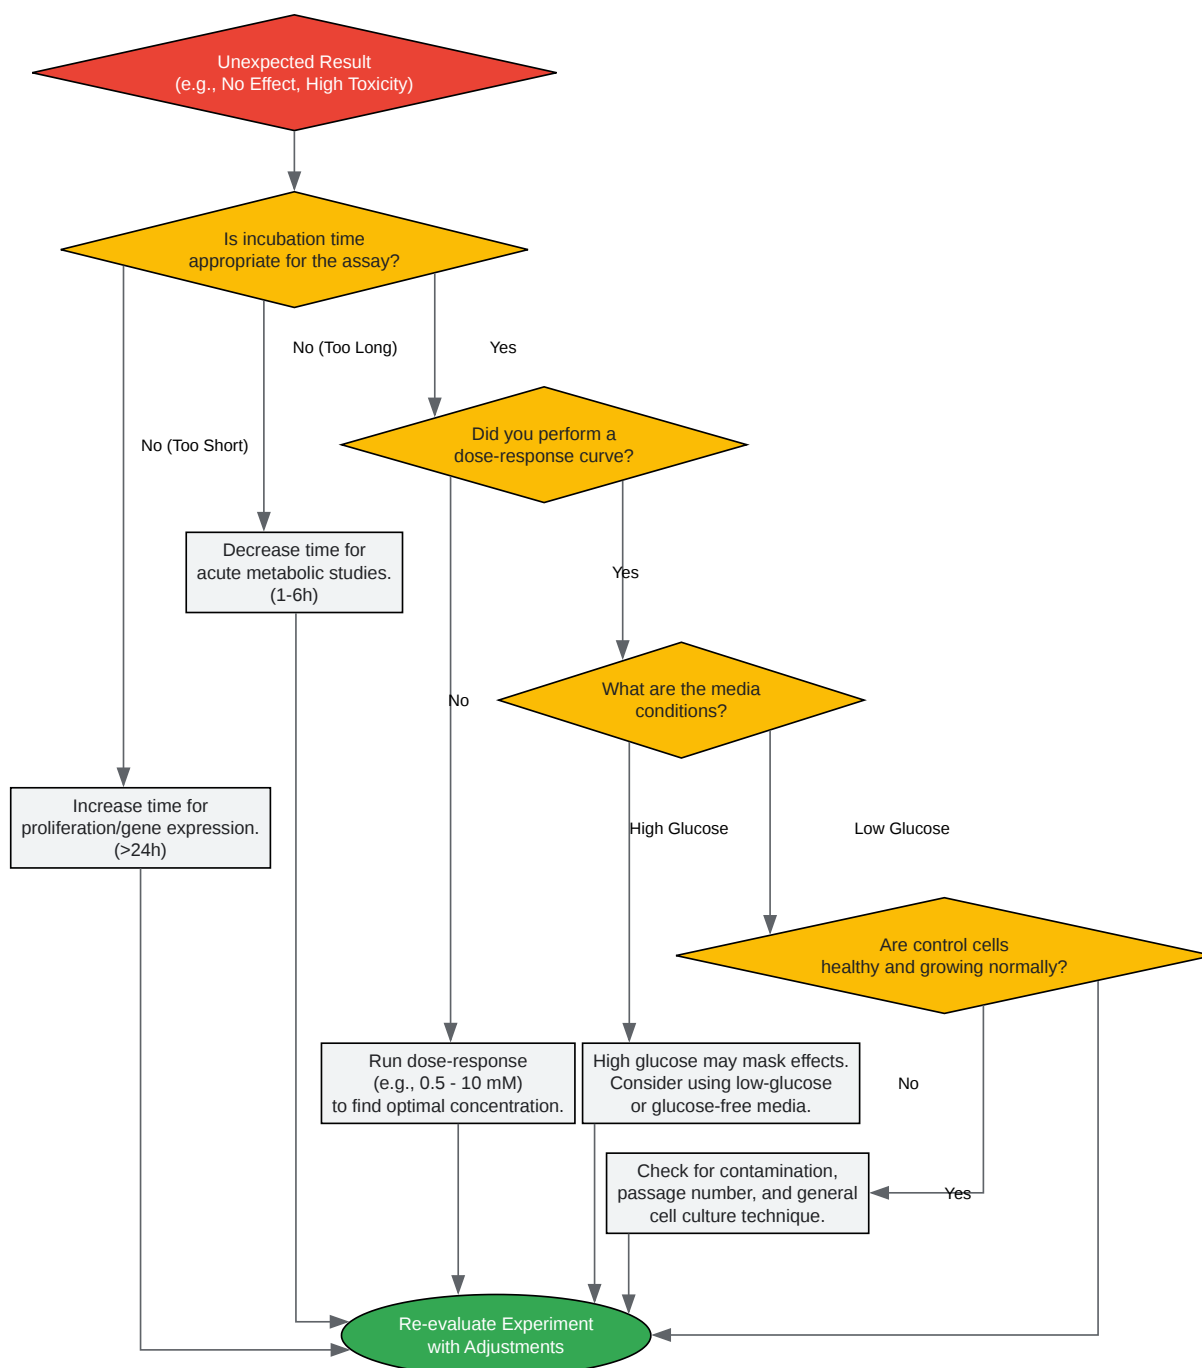 Unexpected Result
(e.g., No Effect, High Toxicity)
Is incubation time
appropriate for the assay?
No (Too Long)
Yes
Did you perform a
dose-response curve?
No (Too Short)
Decrease time for
acute metabolic studies.
(1-6h)
Yes
What are the media
conditions?
No
Increase time for
proliferation/gene expression.
(>24h)
High Glucose
Low Glucose
Are control cells
healthy and growing normally?
Run dose-response
(e.g., 0.5 - 10 mM)
to find optimal concentration.
High glucose may mask effects.
Consider using low-glucose
or glucose-free media.
No
Check for contamination,
passage number, and general
cell culture technique.
Yes
Re-evaluate Experiment
with Adjustments